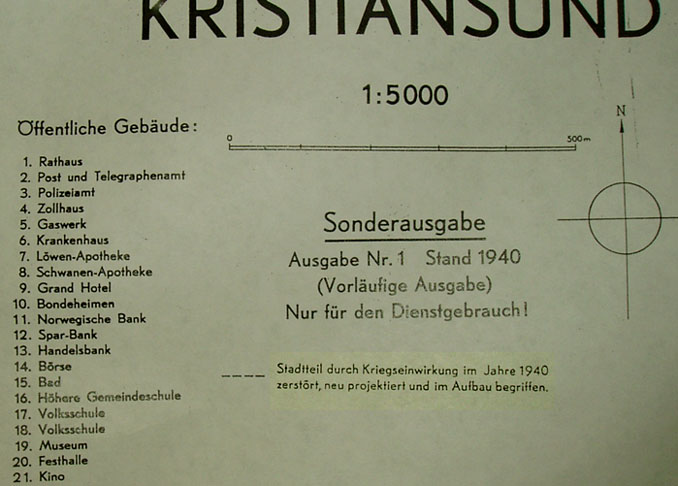 KRISTIANSUND
1:5000
Öffentliche Gebäude:
1. Rathaus
2. Post und Telegraphenamt
3. Polizeiamt
4. Zollhaus
5. Gaswerk
6. Krankenhaus
7. Löwen-Apotheke
8. Schwanen-Apotheke
9. Grand Hotel
10. Bondeheimen
11. Norwegische Bank
12. Spar-Bank
13. Handelsbank
14. Börse
15. Bad
16. Höhere Gemeindeschule
17. Volksschule
18. Volksschule
19. Museum
20. Festhalle
21. Kino
0 500 m
N
Sonderausgabe
Ausgabe Nr. 1 Stand 1940
(Vorläufige Ausgabe)
Nur für den Dienstgebrauch!
Stadtteil durch Kriegseinwirkung im Jahre 1940
zerstört, neu projektiert und im Aufbau begriffen.